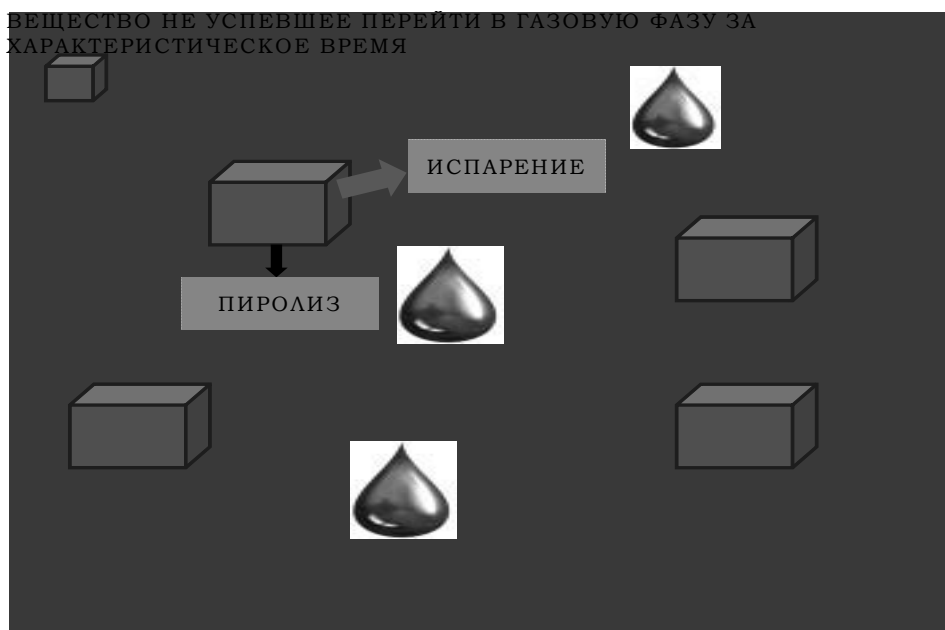 ВЕЩЕСТВО НЕ УСПЕВШЕЕ ПЕРЕЙТИ В ГАЗОВУЮ ФАЗУ ЗА
ХАРАКТЕРИСТИЧЕСКОЕ ВРЕМЯ
ИСПАРЕНИЕ
ПИРОЛИЗ